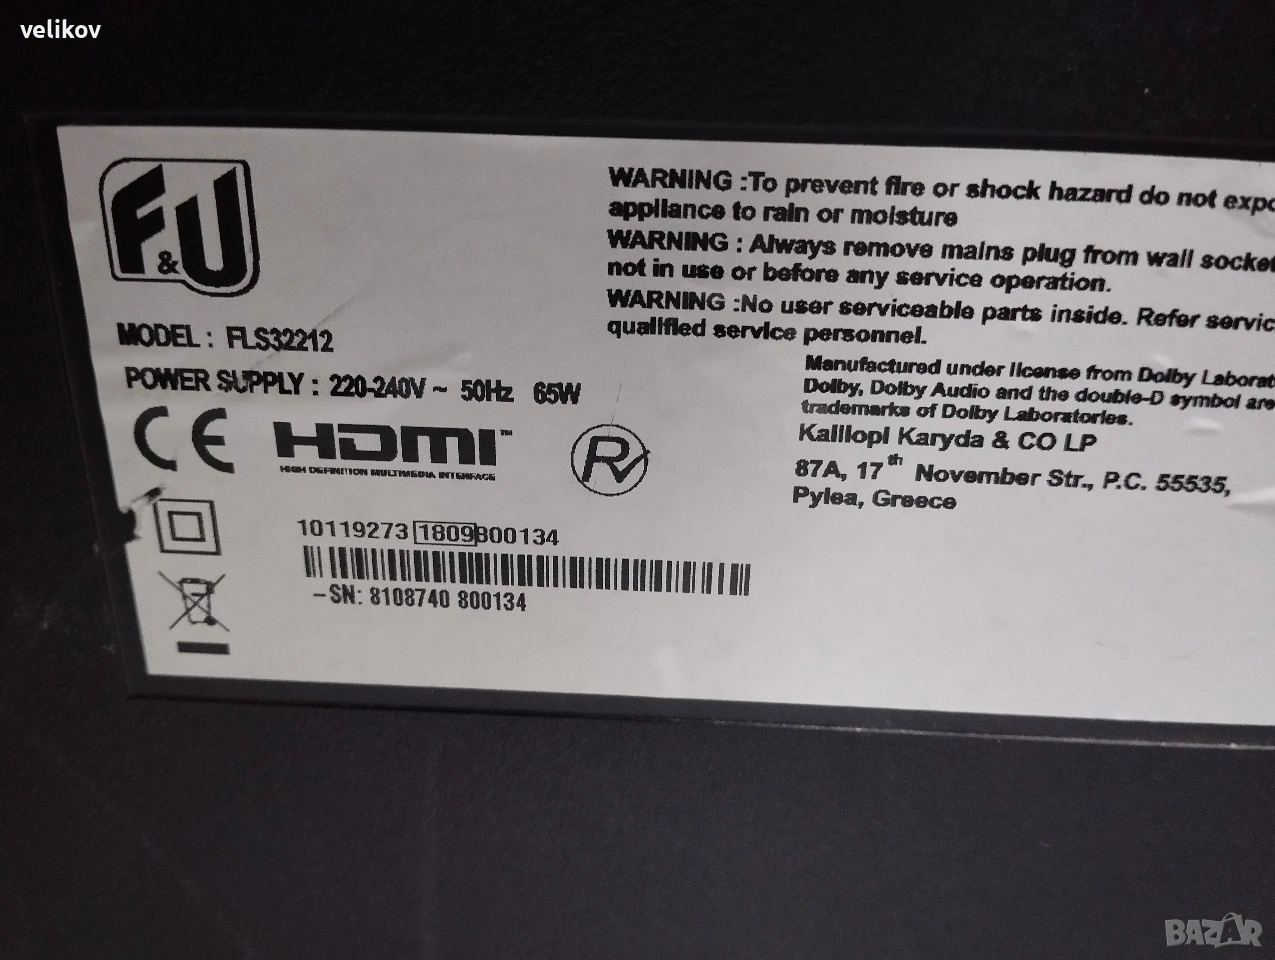 velikov
F&U
MODEL : FLS32212
POWER SUPPLY : 220-240V ~ 50Hz 65W
CE HDMI™
HIGH DEFINITION MULTIMEDIA INTERFACE
10119273 1809800134
–SN: 8108740 800134
WARNING :To prevent fire or shock hazard do not expo
appliance to rain or moisture
WARNING : Always remove mains plug from wall socket
not in use or before any service operation.
WARNING :No user serviceable parts inside. Refer servic
qualified service personnel.
Manufactured under license from Dolby Laborat
Dolby, Dolby Audio and the double-D symbol are
trademarks of Dolby Laboratories.
Kalliopi Karyda & CO LP
87A, 17th November Str., P.C. 55535,
Pylea, Greece
BAZAR